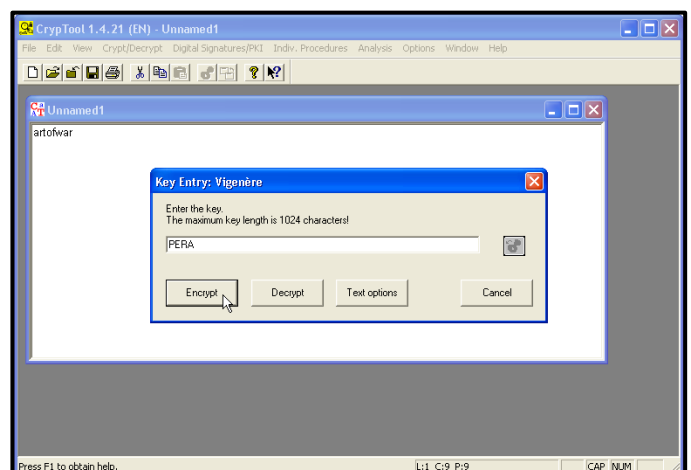 CrypTool 1.4.21 (EN) - Unnamed1
File Edit View Crypt/Decrypt Digital Signatures/PKI Indiv. Procedures Analysis Options Window Help
Unnamed1
artofwar
Key Entry: Vigenère
Enter the key.
The maximum key length is 1024 characters!
PERA
Encrypt Decrypt Text options Cancel
Press F1 to obtain help. L:1 C:9 P:9 CAP NUM